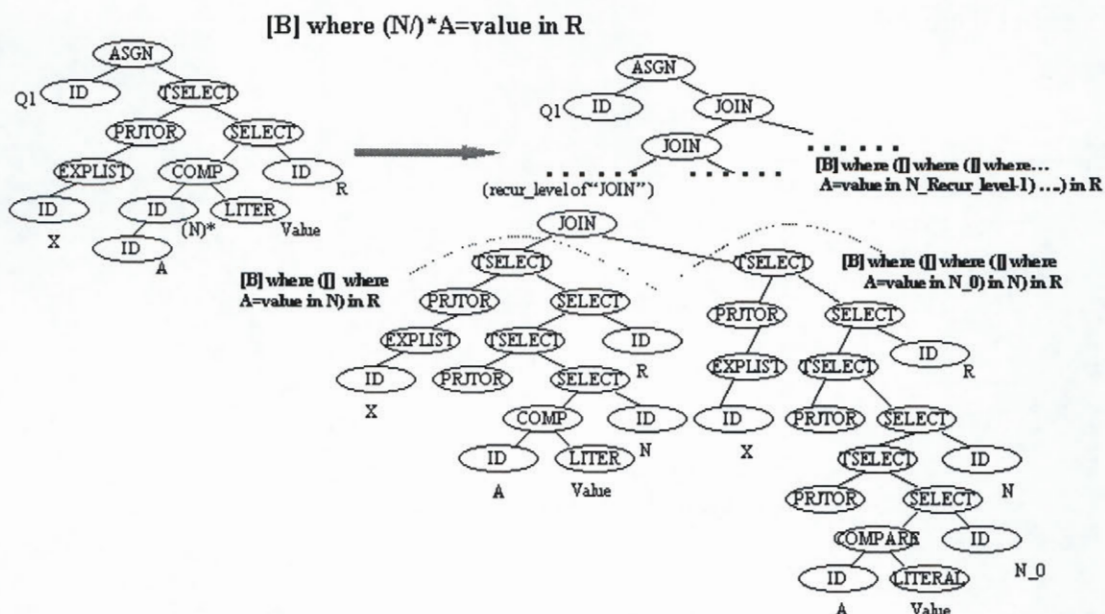 [B] where (N/)*A=value in R
ASGN
Q1 ID TSELECT
PRJTOR SELECT
EXPLIST COMP ID R
ID ID (N)* LITER Value
X ID A
ASGN
Q1 ID JOIN
JOIN
(recur_level of "JOIN")
[B] where ([] where ([] where...
A=value in N_Recur_level-1) ....) in R
JOIN
[B] where ([] where
A=value in N) in R
TSELECT
PRJTOR SELECT
EXPLIST TSELECT ID R
ID X PRJTOR SELECT
COMP ID N
ID LITER
A Value
TSELECT
[B] where ([] where ([] where
A=value in N_0) in N) in R
PRJTOR SELECT
EXPLIST TSELECT ID R
ID X PRJTOR SELECT
TSELECT ID N
PRJTOR SELECT
COMPARE ID N_0
ID LITERAL
A Value